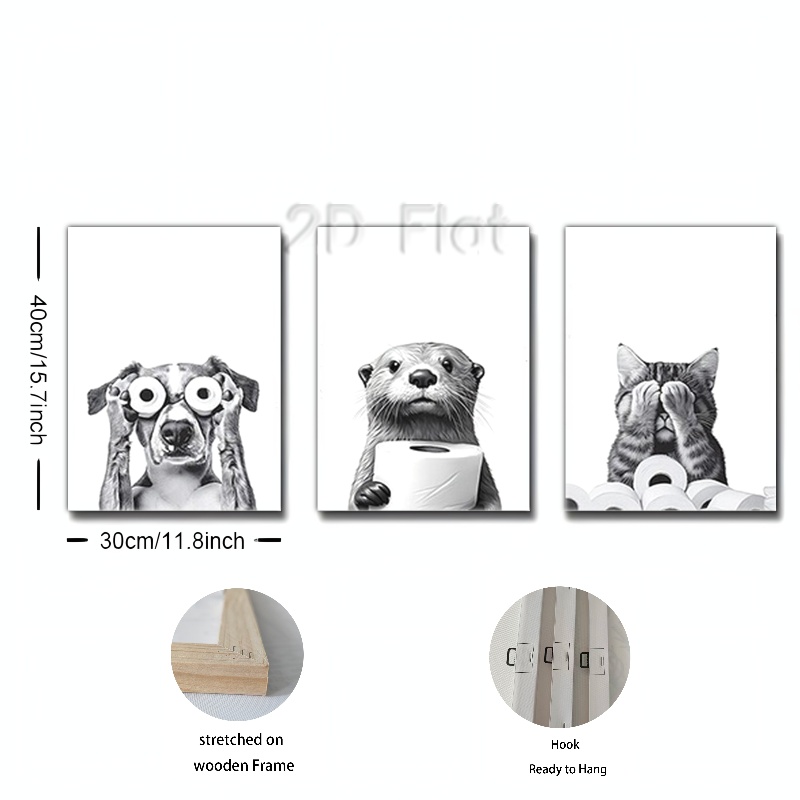 2D Flat
40cm/15.7inch
30cm/11.8inch
stretched on
wooden Frame
Hook
Ready to Hang